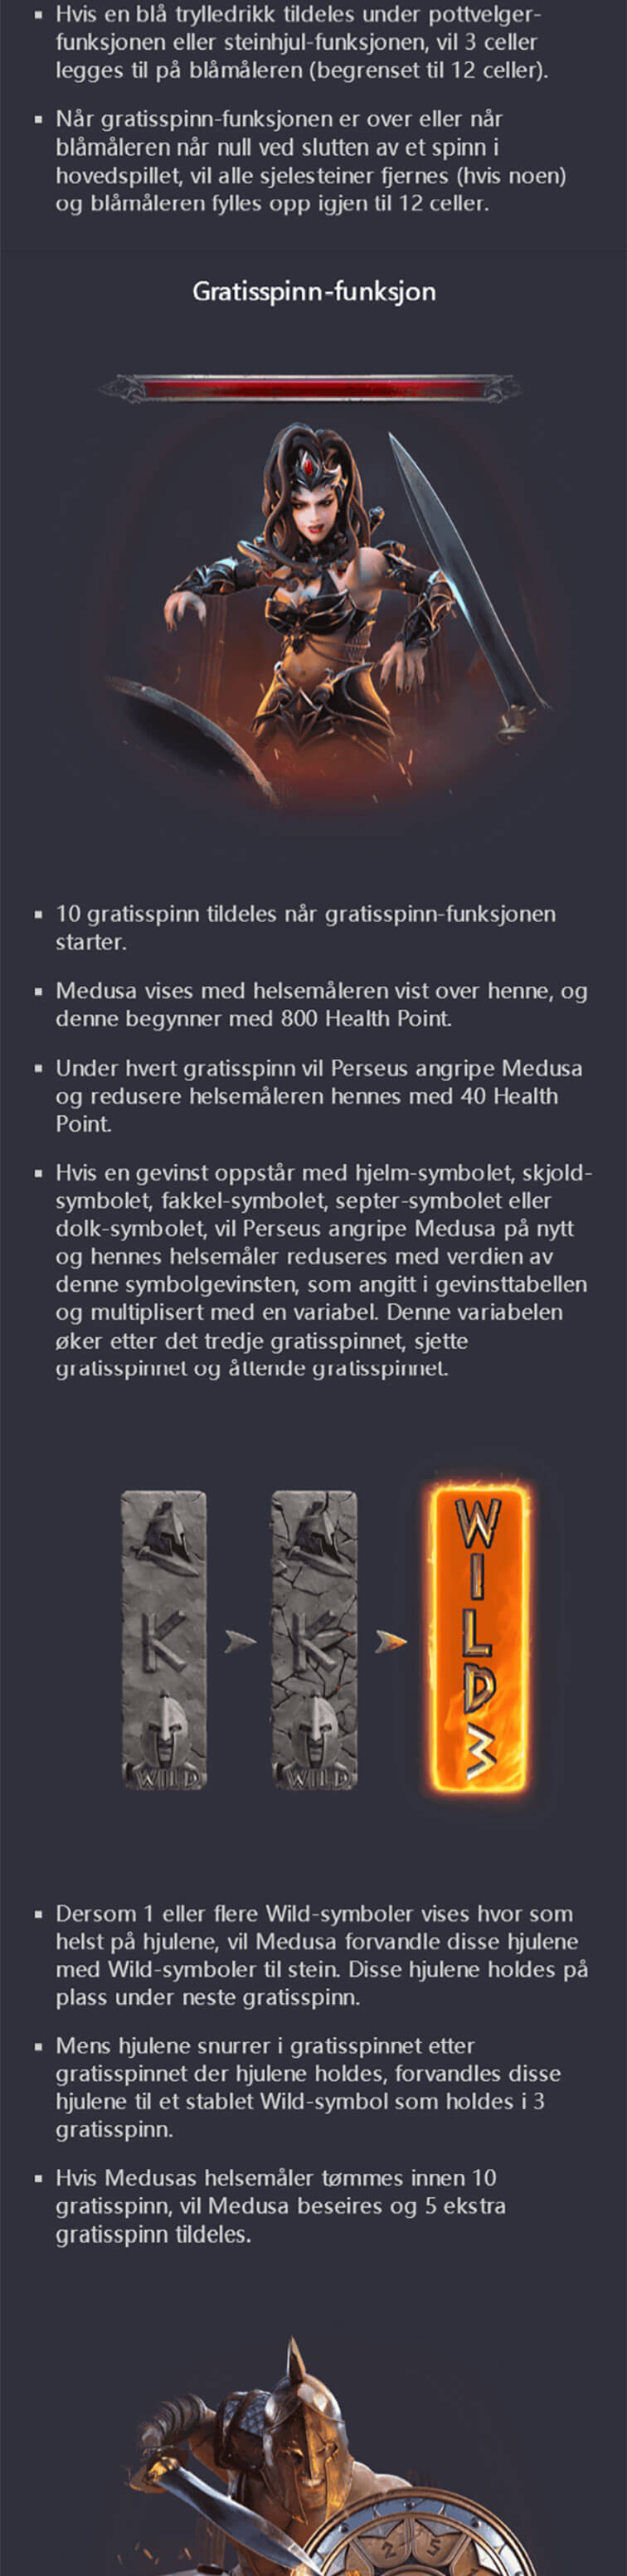 ▪ Hvis en blå trylledrikk tildeles under pottvelger-
funksjonen eller steinhjul-funksjonen, vil 3 celler
legges til på blåmåleren (begrenset til 12 celler).
▪ Når gratisspinn-funksjonen er over eller når
blåmåleren når null ved slutten av et spinn i
hovedspillet, vil alle sjelesteiner fjernes (hvis noen)
og blåmåleren fylles opp igjen til 12 celler.
Gratisspinn-funksjon
▪ 10 gratisspinn tildeles når gratisspinn-funksjonen
starter.
▪ Medusa vises med helsemåleren vist over henne, og
denne begynner med 800 Health Point.
▪ Under hvert gratisspinn vil Perseus angripe Medusa
og redusere helsemåleren hennes med 40 Health
Point.
▪ Hvis en gevinst oppstår med hjelm-symbolet, skjold-
symbolet, fakkel-symbolet, septer-symbolet eller
dolk-symbolet, vil Perseus angripe Medusa på nytt
og hennes helsemåler reduseres med verdien av
denne symbolgevinsten, som angitt i gevinsttabellen
og multiplisert med en variabel. Denne variabelen
øker etter det tredje gratisspinnet, sjette
gratisspinnet og åttende gratisspinnet.
K
WILD
K
WILD
WILD 3
▪ Dersom 1 eller flere Wild-symboler vises hvor som
helst på hjulene, vil Medusa forvandle disse hjulene
med Wild-symboler til stein. Disse hjulene holdes på
plass under neste gratisspinn.
▪ Mens hjulene snurrer i gratisspinnet etter
gratisspinnet der hjulene holdes, forvandles disse
hjulene til et stablet Wild-symbol som holdes i 3
gratisspinn.
▪ Hvis Medusas helsemåler tømmes innen 10
gratisspinn, vil Medusa beseires og 5 ekstra
gratisspinn tildeles.
2 5